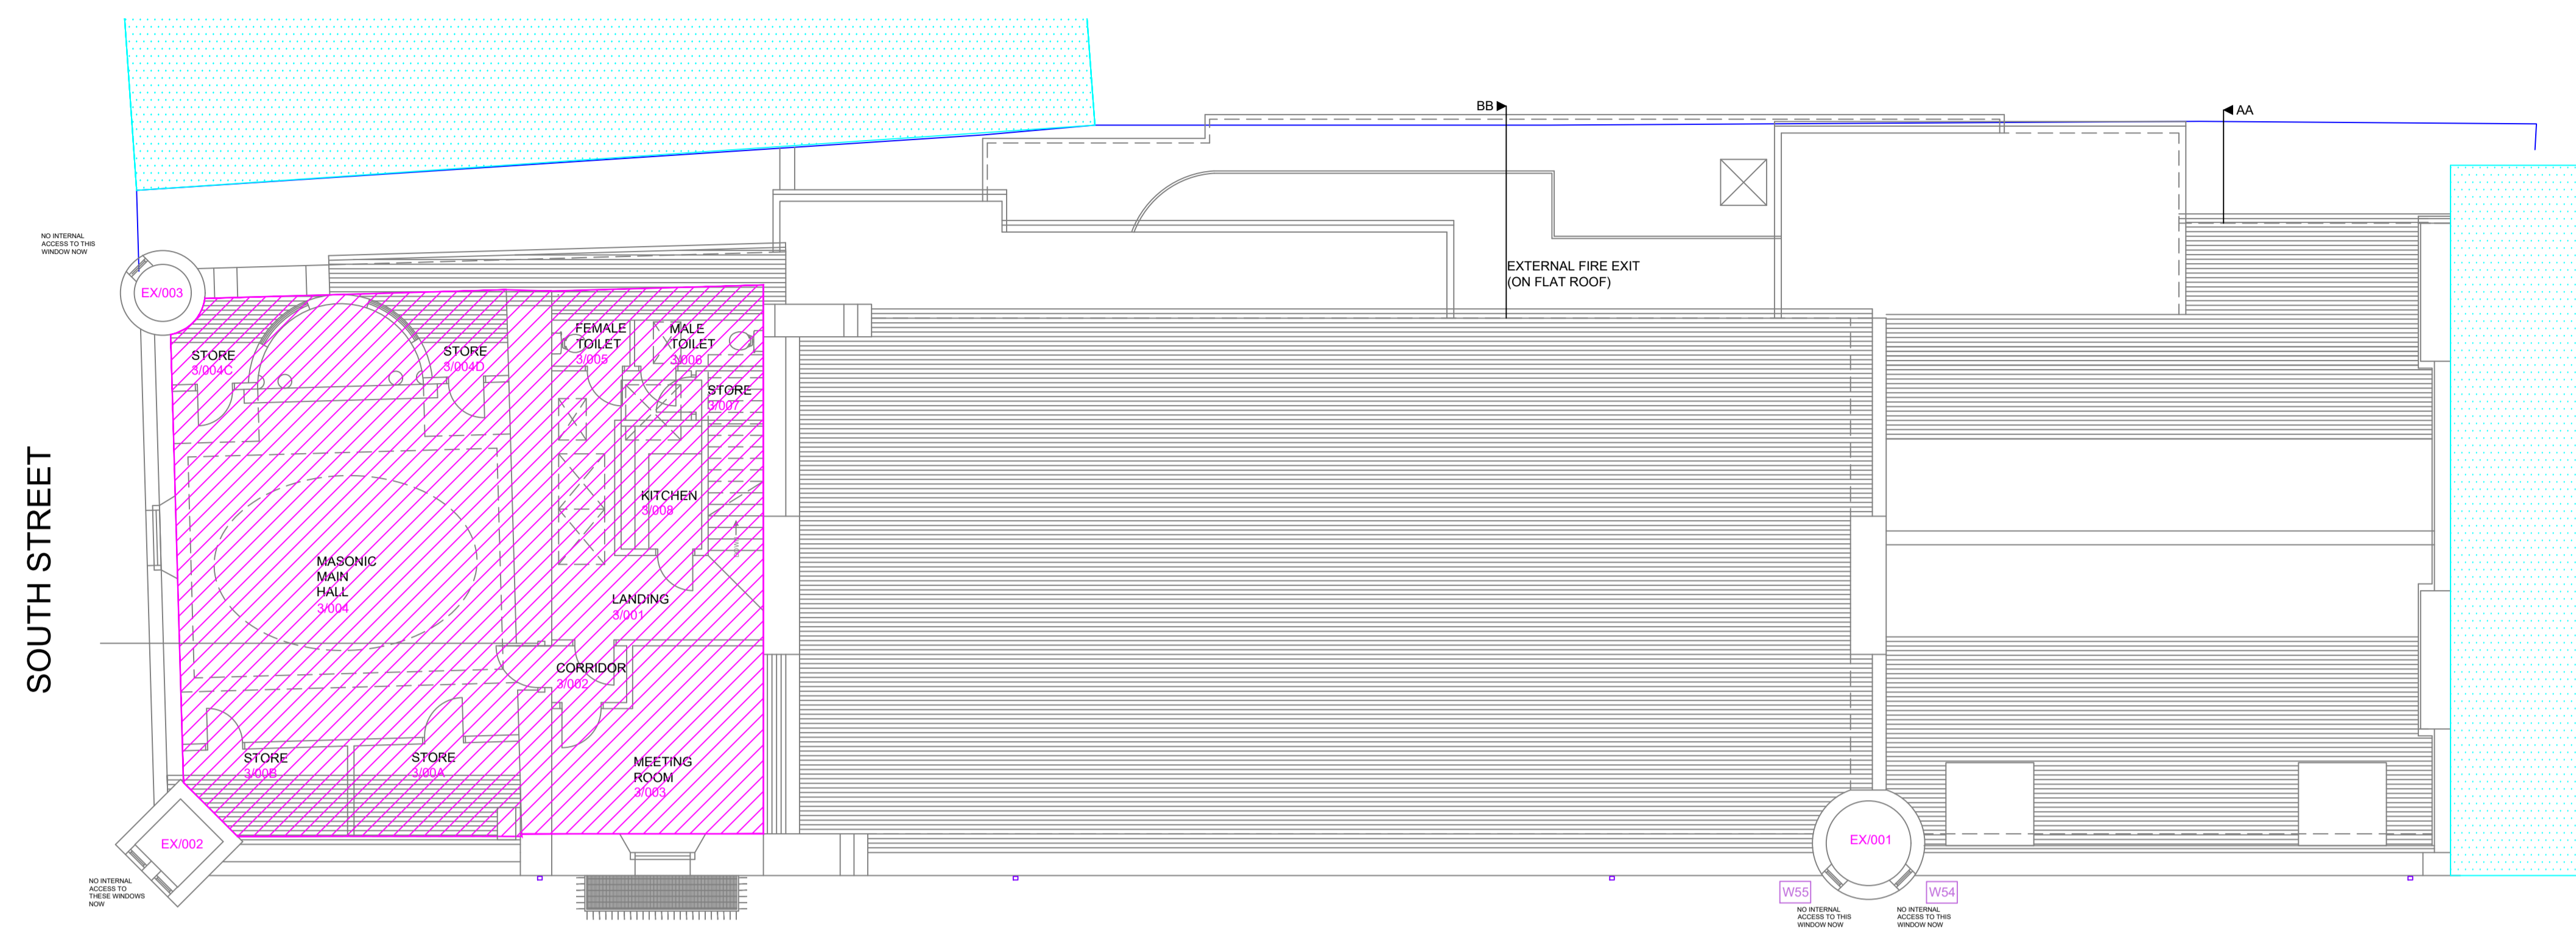 BB
AA
NO INTERNAL
ACCESS TO THIS
WINDOW NOW
EX/003
EXTERNAL FIRE EXIT
(ON FLAT ROOF)
STORE
3/004C
STORE
3/004D
FEMALE
TOILET
3/005
MALE
TOILET
3/006
STORE
3/007
KITCHEN
3/008
SOUTH STREET
MASONIC
MAIN
HALL
3/004
LANDING
3/001
CORRIDOR
3/002
STORE
3/00B
STORE
3/00A
MEETING
ROOM
3/003
EX/002
EX/001
NO INTERNAL
ACCESS TO
THESE WINDOWS
NOW
W55
W54
NO INTERNAL
ACCESS TO THIS
WINDOW NOW
NO INTERNAL
ACCESS TO THIS
WINDOW NOW